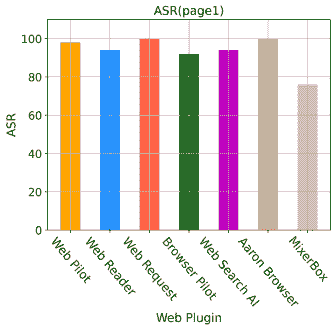 ASR(page1)
100
80
60
40
20
0
ASR
Web Pilot
Web Reader
Web Request
Browser Pilot
Web Search AI
Aaron Browser
MixerBox
Web Plugin